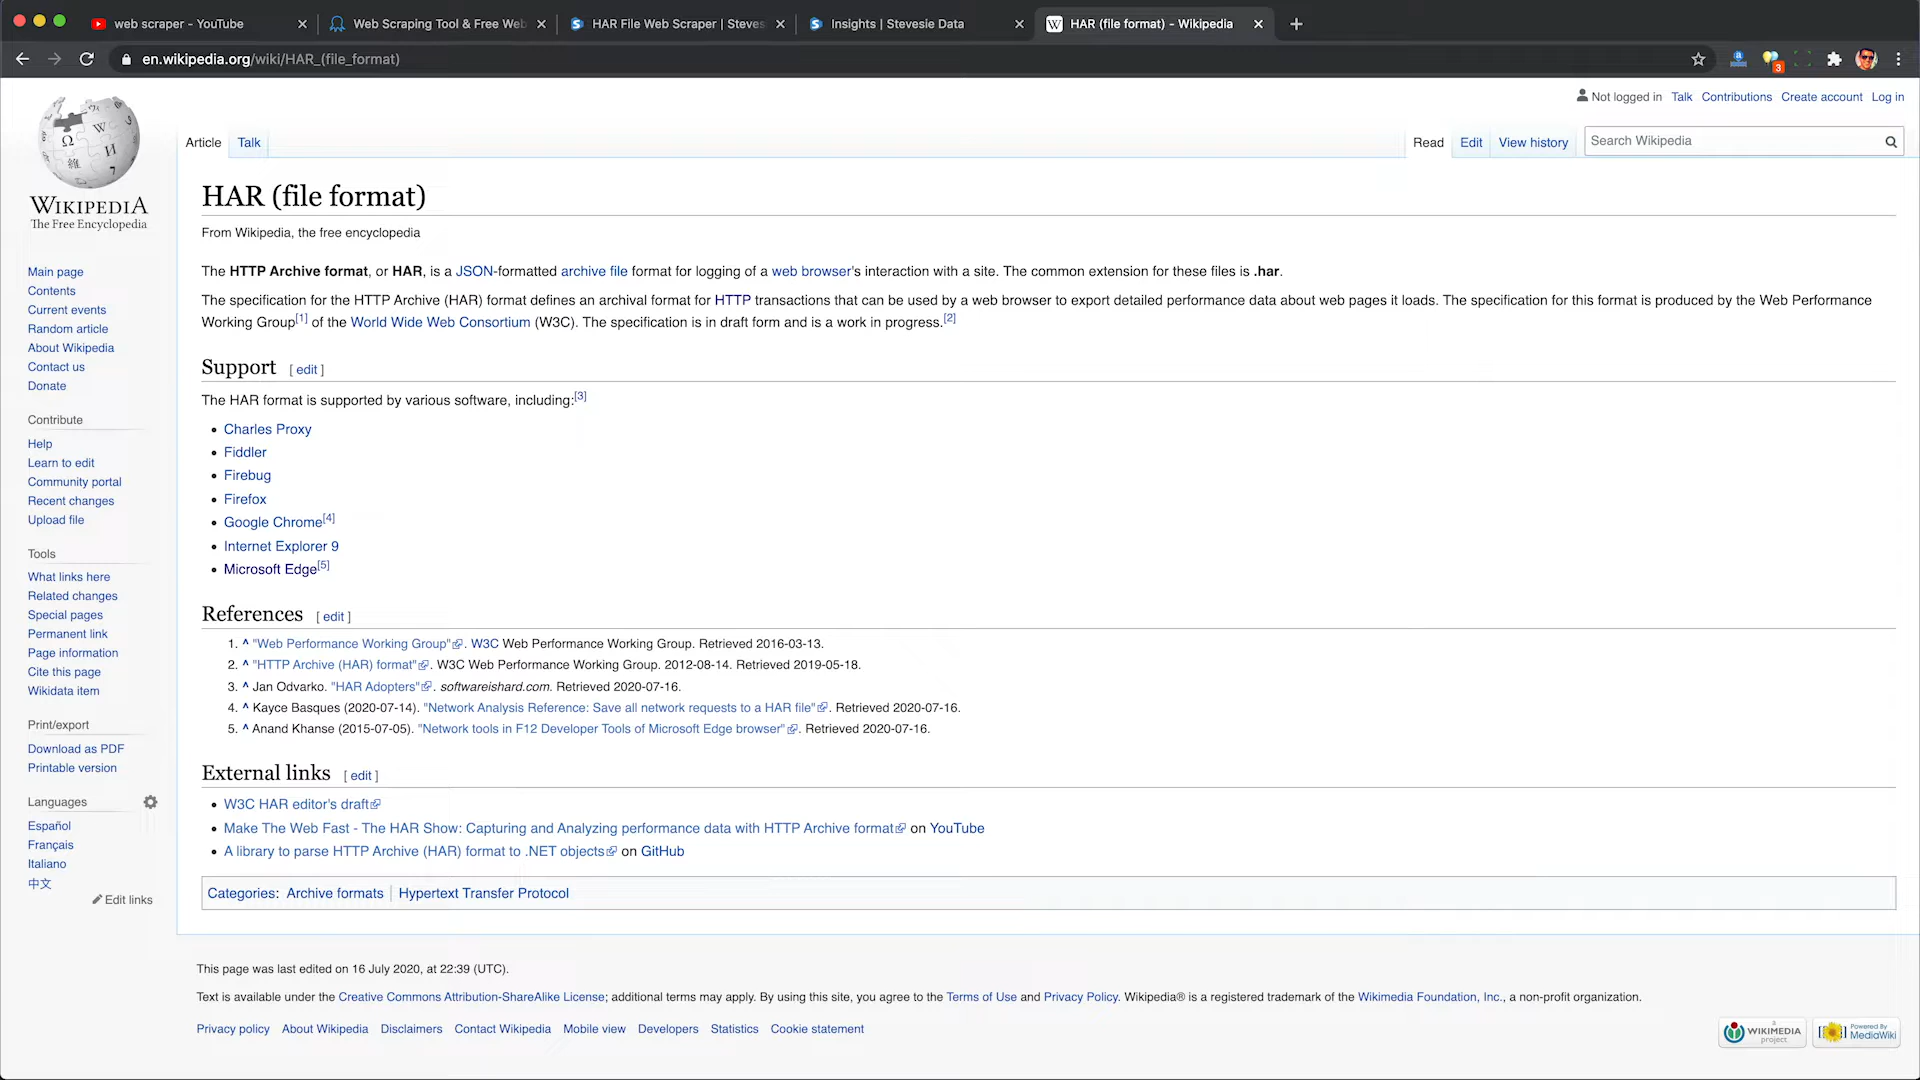 web scraper - YouTube
Web Scraping Tool & Free Web
HAR File Web Scraper | Steves
Insights | Stevesie Data
W HAR (file format) - Wikipedia
en.wikipedia.org/wiki/HAR_(file_format)
3
Not logged in Talk Contributions Create account Log in
Article Talk
Read Edit View history Search Wikipedia
WIKIPEDIA
The Free Encyclopedia
Main page
Contents
Current events
Random article
About Wikipedia
Contact us
Donate
Contribute
Help
Learn to edit
Community portal
Recent changes
Upload file
Tools
What links here
Related changes
Special pages
Permanent link
Page information
Cite this page
Wikidata item
Print/export
Download as PDF
Printable version
Languages
Español
Français
Italiano
中文
Edit links
HAR (file format)
From Wikipedia, the free encyclopedia
The HTTP Archive format, or HAR, is a JSON-formatted archive file format for logging of a web browser's interaction with a site. The common extension for these files is .har.
The specification for the HTTP Archive (HAR) format defines an archival format for HTTP transactions that can be used by a web browser to export detailed performance data about web pages it loads. The specification for this format is produced by the Web Performance
Working Group[1] of the World Wide Web Consortium (W3C). The specification is in draft form and is a work in progress.[2]
Support [ edit ]
The HAR format is supported by various software, including:[3]
• Charles Proxy
• Fiddler
• Firebug
• Firefox
• Google Chrome[4]
• Internet Explorer 9
• Microsoft Edge[5]
References [ edit ]
1. ^ "Web Performance Working Group". W3C Web Performance Working Group. Retrieved 2016-03-13.
2. ^ "HTTP Archive (HAR) format". W3C Web Performance Working Group. 2012-08-14. Retrieved 2019-05-18.
3. ^ Jan Odvarko. "HAR Adopters". softwareishard.com. Retrieved 2020-07-16.
4. ^ Kayce Basques (2020-07-14). "Network Analysis Reference: Save all network requests to a HAR file". Retrieved 2020-07-16.
5. ^ Anand Khanse (2015-07-05). "Network tools in F12 Developer Tools of Microsoft Edge browser". Retrieved 2020-07-16.
External links [ edit ]
• W3C HAR editor's draft
• Make The Web Fast - The HAR Show: Capturing and Analyzing performance data with HTTP Archive format on YouTube
• A library to parse HTTP Archive (HAR) format to .NET objects on GitHub
Categories: Archive formats | Hypertext Transfer Protocol
This page was last edited on 16 July 2020, at 22:39 (UTC).
Text is available under the Creative Commons Attribution-ShareAlike License; additional terms may apply. By using this site, you agree to the Terms of Use and Privacy Policy. Wikipedia® is a registered trademark of the Wikimedia Foundation, Inc., a non-profit organization.
Privacy policy About Wikipedia Disclaimers Contact Wikipedia Mobile view Developers Statistics Cookie statement
A WIKIMEDIA project
Powered By MediaWiki